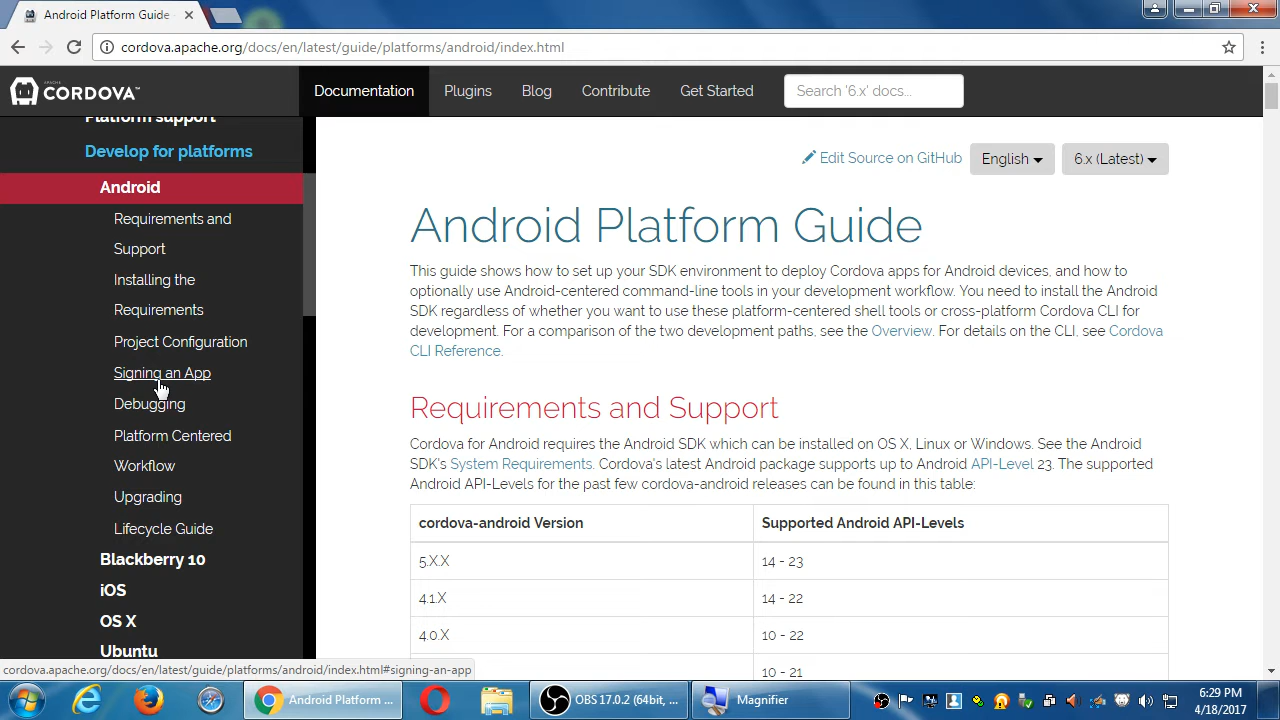 Android Platform Guide
cordova.apache.org/docs/en/latest/guide/platforms/android/index.html
APACHE
CORDOVA™
Documentation
Plugins
Blog
Contribute
Get Started
Search '6.x' docs...
Platform support
Develop for platforms
Android
Requirements and
Support
Installing the
Requirements
Project Configuration
Signing an App
Debugging
Platform Centered
Workflow
Upgrading
Lifecycle Guide
Blackberry 10
iOS
OS X
Ubuntu
Edit Source on GitHub
English
6.x (Latest)
Android Platform Guide
This guide shows how to set up your SDK environment to deploy Cordova apps for Android devices, and how to
optionally use Android-centered command-line tools in your development workflow. You need to install the Android
SDK regardless of whether you want to use these platform-centered shell tools or cross-platform Cordova CLI for
development. For a comparison of the two development paths, see the Overview. For details on the CLI, see Cordova
CLI Reference.
Requirements and Support
Cordova for Android requires the Android SDK which can be installed on OS X, Linux or Windows. See the Android
SDK's System Requirements. Cordova's latest Android package supports up to Android API-Level 23. The supported
Android API-Levels for the past few cordova-android releases can be found in this table:
cordova-android Version
Supported Android API-Levels
5.X.X
14 - 23
4.1.X
14 - 22
4.0.X
10 - 22
10 - 21
cordova.apache.org/docs/en/latest/guide/platforms/android/index.html#signing-an-app
Android Platform ...
OBS 17.0.2 (64bit, ...
Magnifier
6:29 PM
4/18/2017